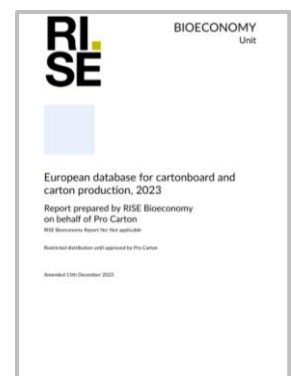 RI.
SE
BIOECONOMY
Unit
European database for cartonboard and
carton production, 2023
Report prepared by RISE Bioeconomy
on behalf of Pro Carton
RISE Bioeconomy Report No: Not applicable
Restricted distribution until approved by Pro Carton
Amended 15th December 2023